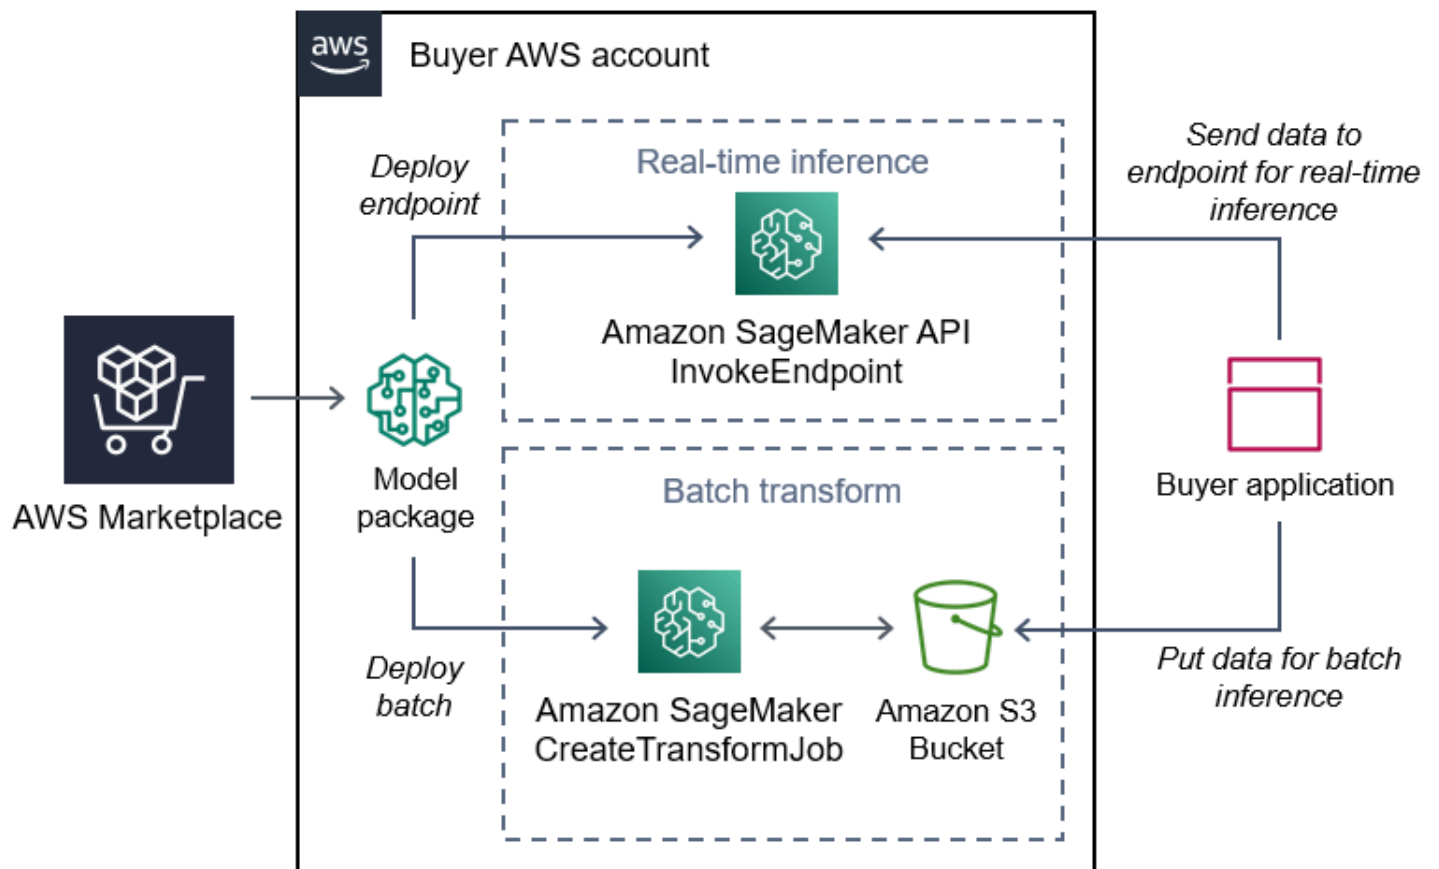 aws
Buyer AWS account
Send data to
endpoint for real-time
inference
Deploy
endpoint
Real-time inference
Amazon SageMaker API
InvokeEndpoint
AWS Marketplace
Model
package
Buyer application
Batch transform
Deploy
batch
Amazon SageMaker
CreateTransformJob
Amazon S3
Bucket
Put data for batch
inference